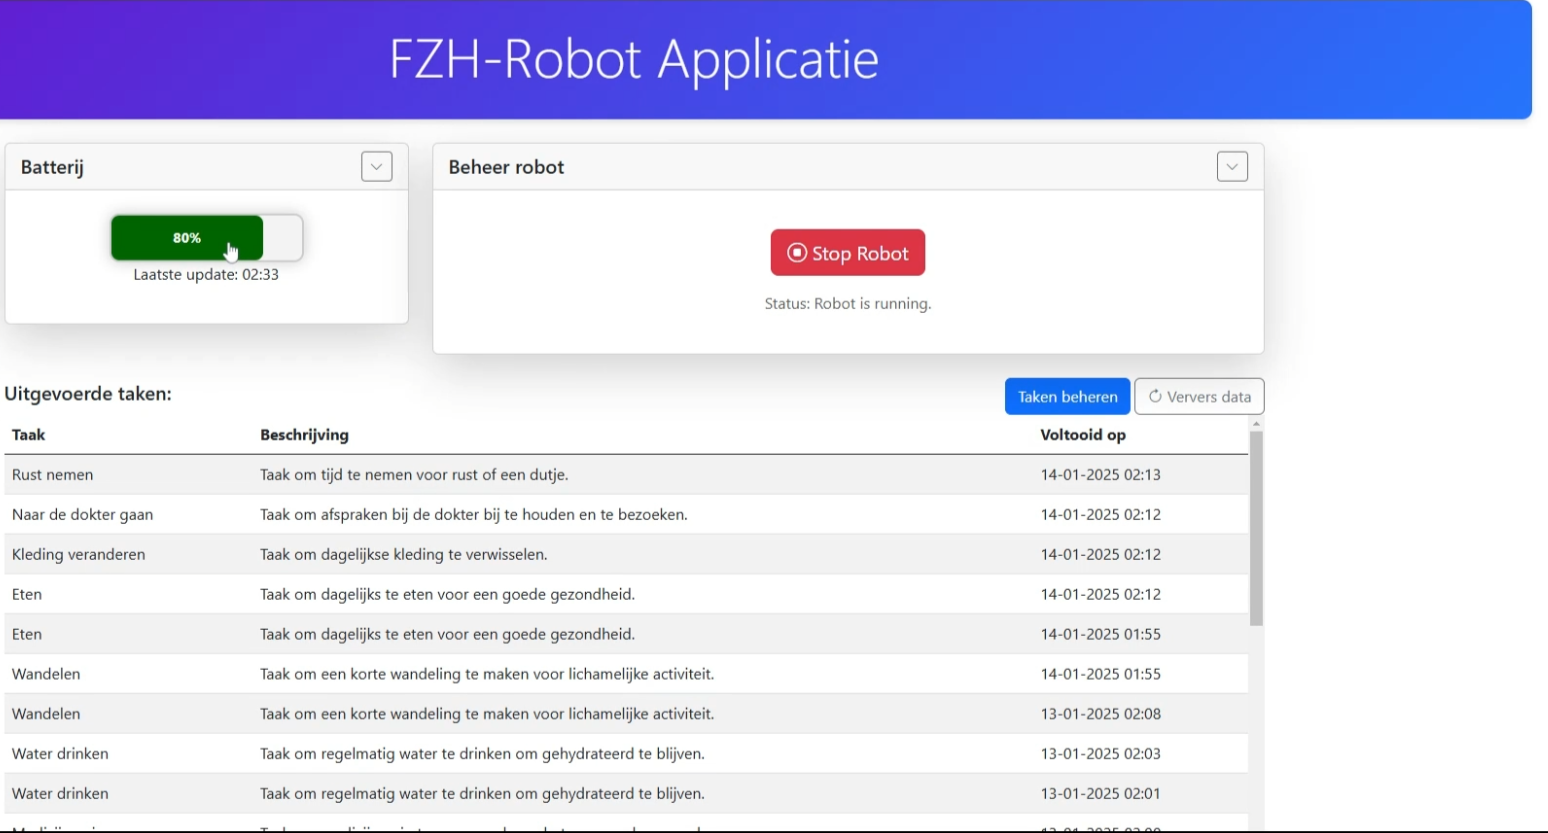 FZH-Robot Applicatie
Batterij
80%
Laatste update: 02:33
Beheer robot
Stop Robot
Status: Robot is running.
Uitgevoerde taken:
Taken beheren
Ververs data
Taak Beschrijving Voltooid op
Rust nemen Taak om tijd te nemen voor rust of een dutje. 14-01-2025 02:13
Naar de dokter gaan Taak om afspraken bij de dokter bij te houden en te bezoeken. 14-01-2025 02:12
Kleding veranderen Taak om dagelijkse kleding te verwisselen. 14-01-2025 02:12
Eten Taak om dagelijks te eten voor een goede gezondheid. 14-01-2025 02:12
Eten Taak om dagelijks te eten voor een goede gezondheid. 14-01-2025 01:55
Wandelen Taak om een korte wandeling te maken voor lichamelijke activiteit. 14-01-2025 01:55
Wandelen Taak om een korte wandeling te maken voor lichamelijke activiteit. 13-01-2025 02:08
Water drinken Taak om regelmatig water te drinken om gehydrateerd te blijven. 13-01-2025 02:03
Water drinken Taak om regelmatig water te drinken om gehydrateerd te blijven. 13-01-2025 02:01